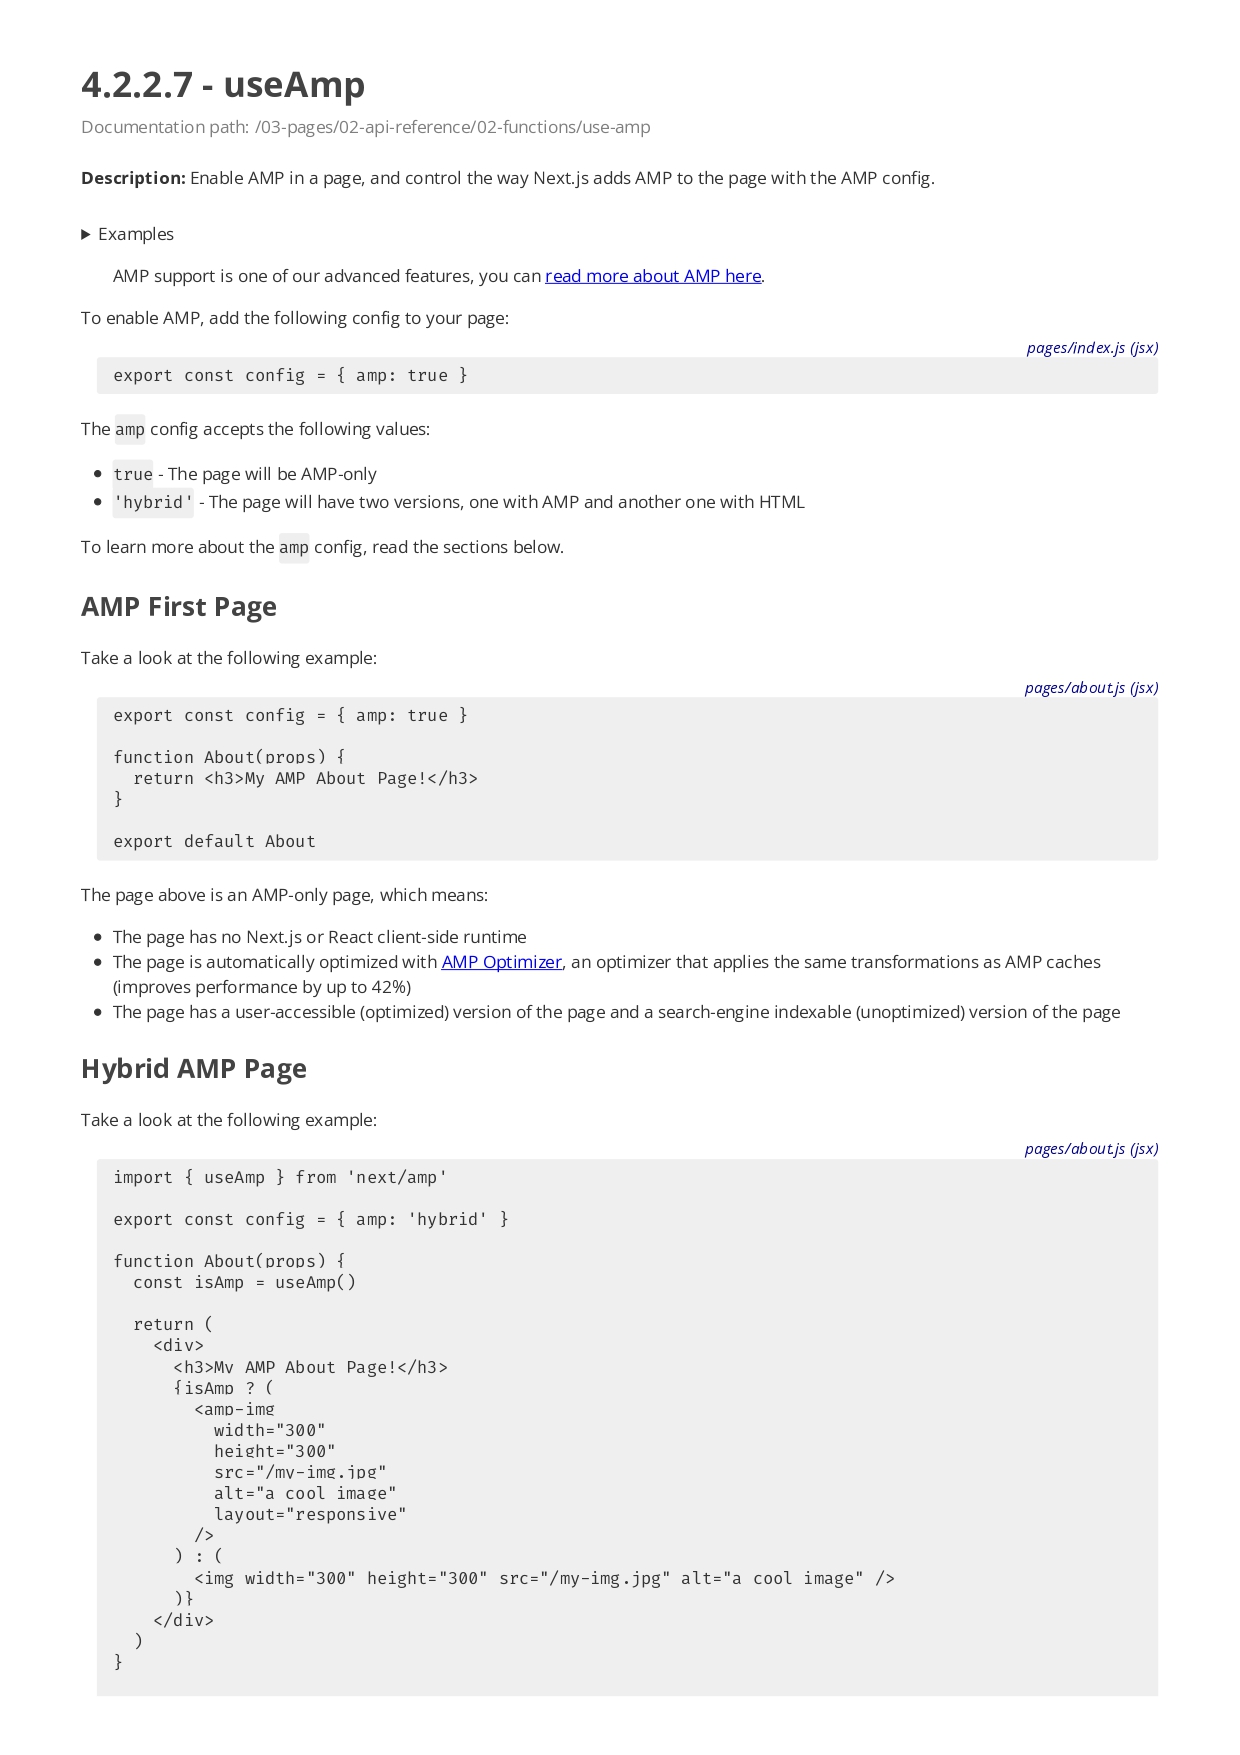 4.2.2.7 - useAmp
Documentation path: /03-pages/02-api-reference/02-functions/use-amp
Description: Enable AMP in a page, and control the way Next.js adds AMP to the page with the AMP config.
▶ Examples
AMP support is one of our advanced features, you can read more about AMP here.
To enable AMP, add the following config to your page:
pages/index.js (jsx)
export const config = { amp: true }
The amp config accepts the following values:
• true - The page will be AMP-only
• 'hybrid' - The page will have two versions, one with AMP and another one with HTML
To learn more about the amp config, read the sections below.
AMP First Page
Take a look at the following example:
pages/about.js (jsx)
export const config = { amp: true }
function About(props) {
  return <h3>My AMP About Page!</h3>
}
export default About
The page above is an AMP-only page, which means:
• The page has no Next.js or React client-side runtime
• The page is automatically optimized with AMP Optimizer, an optimizer that applies the same transformations as AMP caches
(improves performance by up to 42%)
• The page has a user-accessible (optimized) version of the page and a search-engine indexable (unoptimized) version of the page
Hybrid AMP Page
Take a look at the following example:
pages/about.js (jsx)
import { useAmp } from 'next/amp'
export const config = { amp: 'hybrid' }
function About(props) {
  const isAmp = useAmp()
  return (
    <div>
      <h3>My AMP About Page!</h3>
      {isAmp ? (
        <amp-img
          width="300"
          height="300"
          src="/my-img.jpg"
          alt="a cool image"
          layout="responsive"
        />
      ) : (
        <img width="300" height="300" src="/my-img.jpg" alt="a cool image" />
      )}
    </div>
  )
}